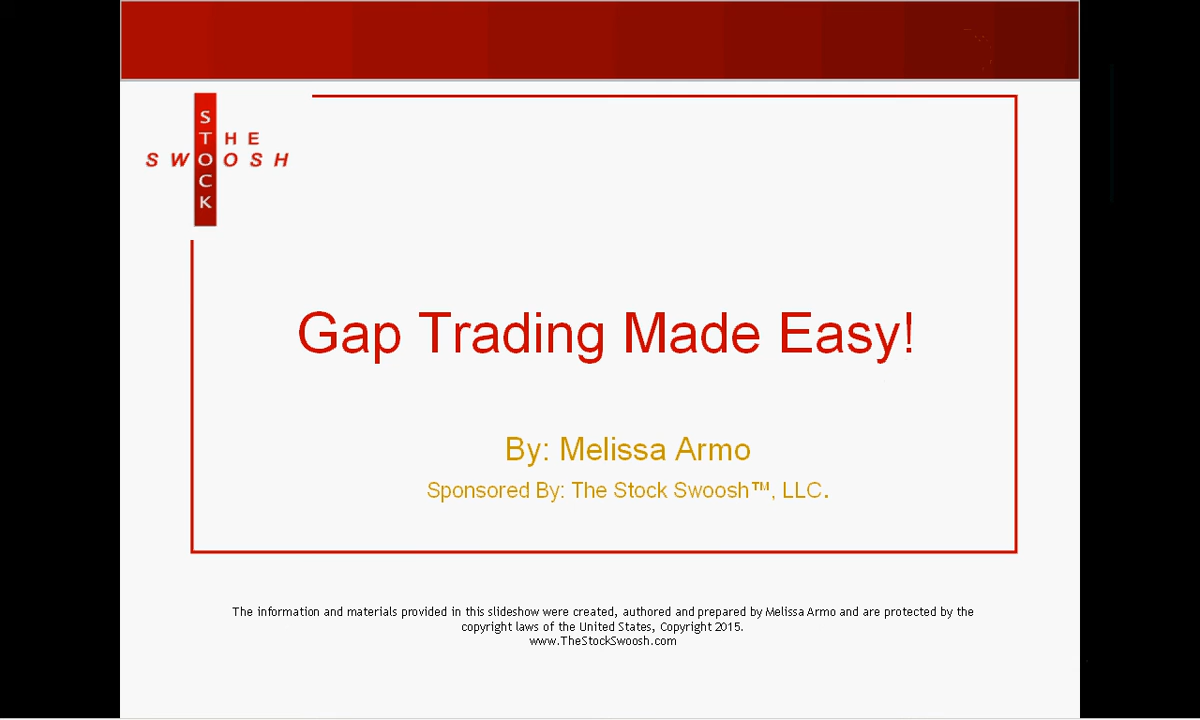 THE
STOCK
SWOOSH
Gap Trading Made Easy!
By: Melissa Armo
Sponsored By: The Stock Swoosh™, LLC.
The information and materials provided in this slideshow were created, authored and prepared by Melissa Armo and are protected by the
copyright laws of the United States, Copyright 2015.
www.TheStockSwoosh.com